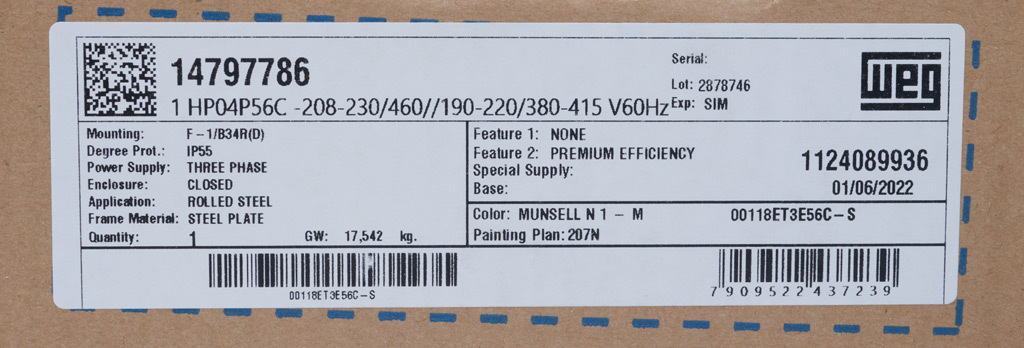 14797786
1 HP04P56C -208-230/460//190-220/380-415 V60Hz
Serial:
Lot: 2878746
Exp: SIM
weg
Mounting: F-1/B34R(D)
Degree Prot.: IP55
Power Supply: THREE PHASE
Enclosure: CLOSED
Application: ROLLED STEEL
Frame Material: STEEL PLATE
Quantity: 1 GW: 17,542 kg.
Feature 1: NONE
Feature 2: PREMIUM EFFICIENCY
Special Supply:
Base:
1124089936
01/06/2022
Color: MUNSELL N 1 - M 00118ET3E56C-S
Painting Plan: 207N
00118ET3E56C-S
7909522437239